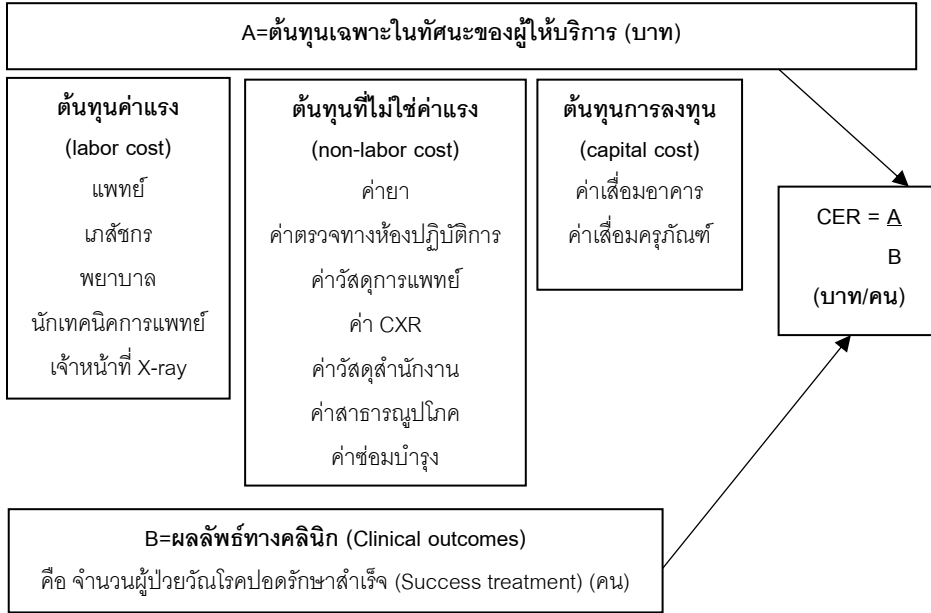 A=ต้นทุนเฉพาะในทัศนะของผู้ให้บริการ (บาท)
ต้นทุนค่าแรง
(labor cost)
แพทย์
เภสัชกร
พยาบาล
นักเทคนิคการแพทย์
เจ้าหน้าที่ X-ray
ต้นทุนที่ไม่ใช่ค่าแรง
(non-labor cost)
ค่ายา
ค่าตรวจทางห้องปฏิบัติการ
ค่าวัสดุการแพทย์
ค่า CXR
ค่าวัสดุสำนักงาน
ค่าสาธารณูปโภค
ค่าซ่อมบำรุง
ต้นทุนการลงทุน
(capital cost)
ค่าเสื่อมอาคาร
ค่าเสื่อมครุภัณฑ์
CER = A
B
(บาท/คน)
B=ผลลัพธ์ทางคลินิก (Clinical outcomes)
คือ จำนวนผู้ป่วยวัณโรคปอดรักษาสำเร็จ (Success treatment) (คน)